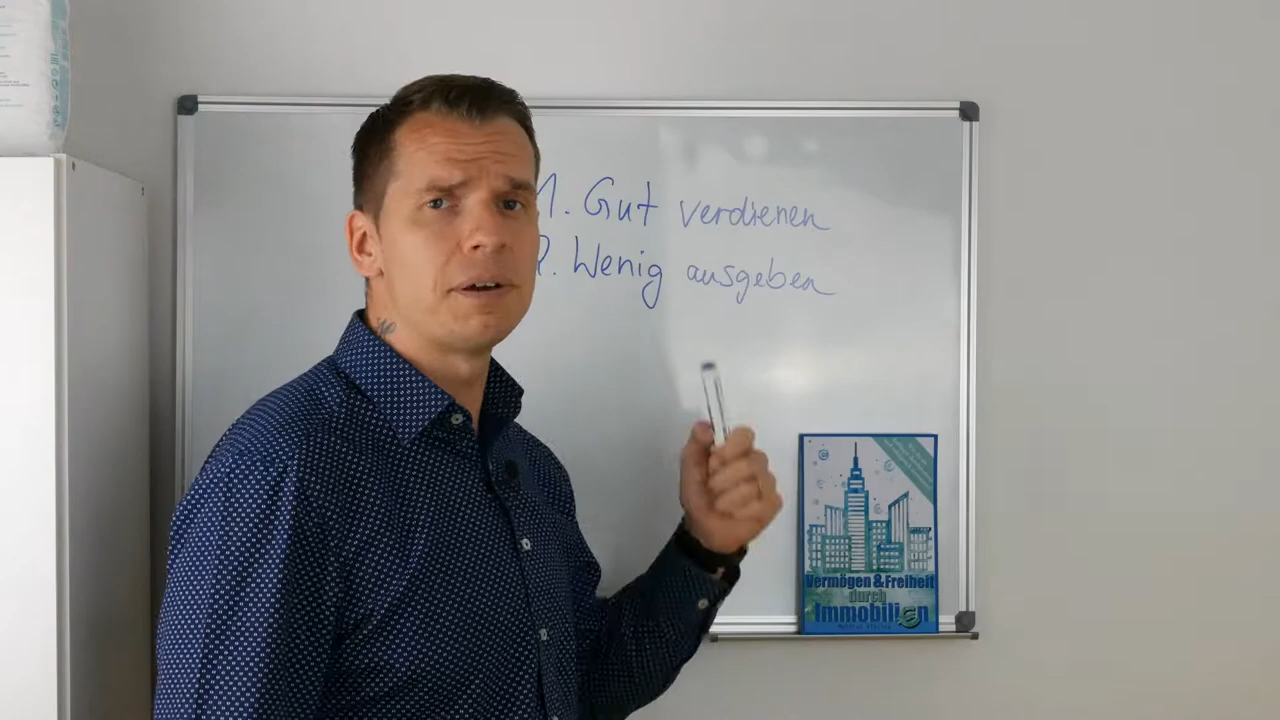 1. Gut verdienen
2. Wenig ausgeben
Vermögen & Freiheit
durch
Immobilien